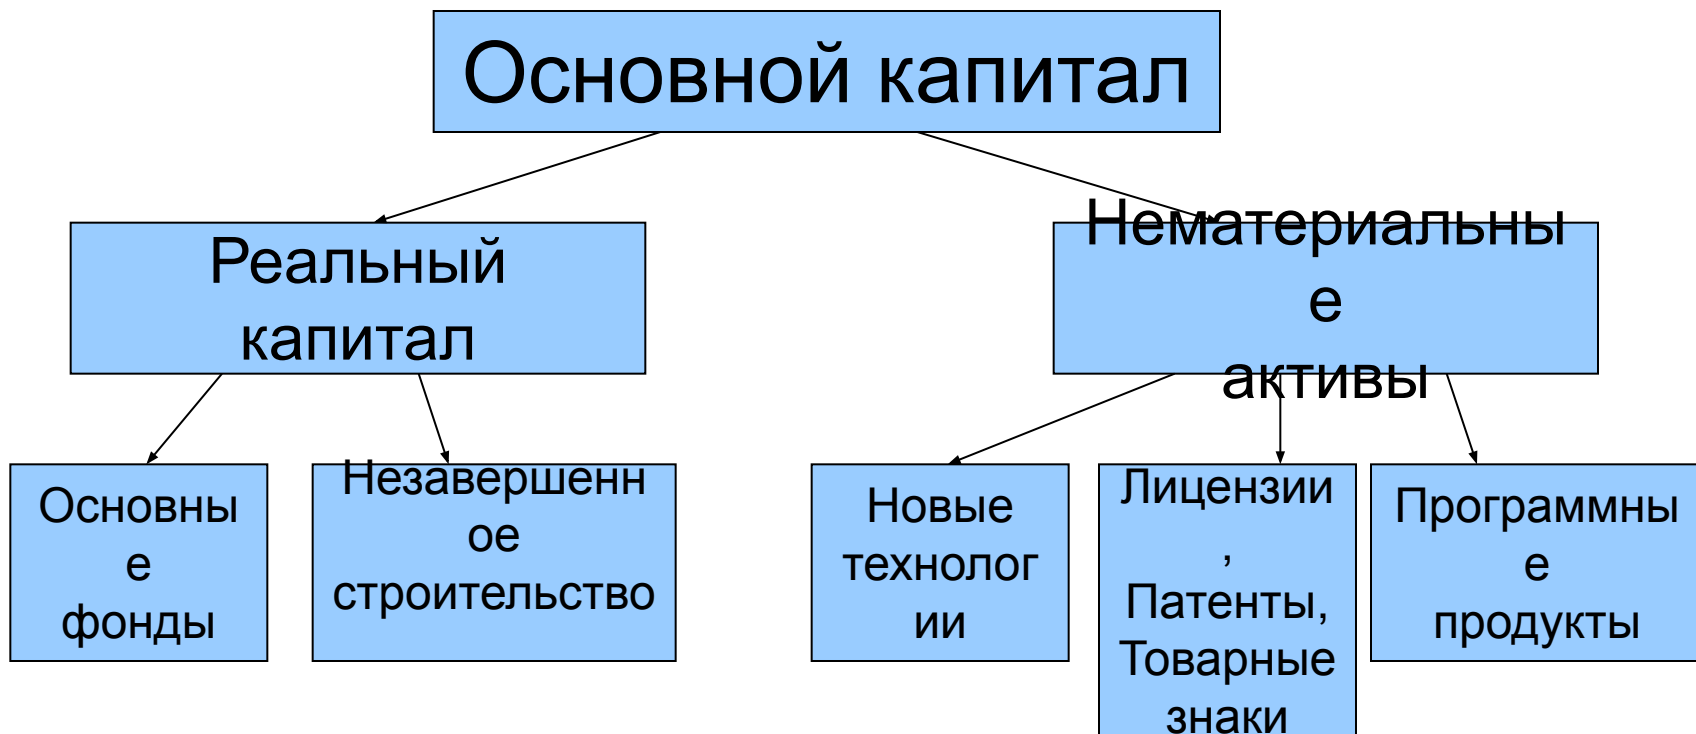 Основной капитал
Реальный
капитал
Нематериальны
е
активы
Основны
е
фонды
Незавершенн
ое
строительство
Новые
технолог
ии
Лицензии
,
Патенты,
Товарные
знаки
Программны
е
продукты